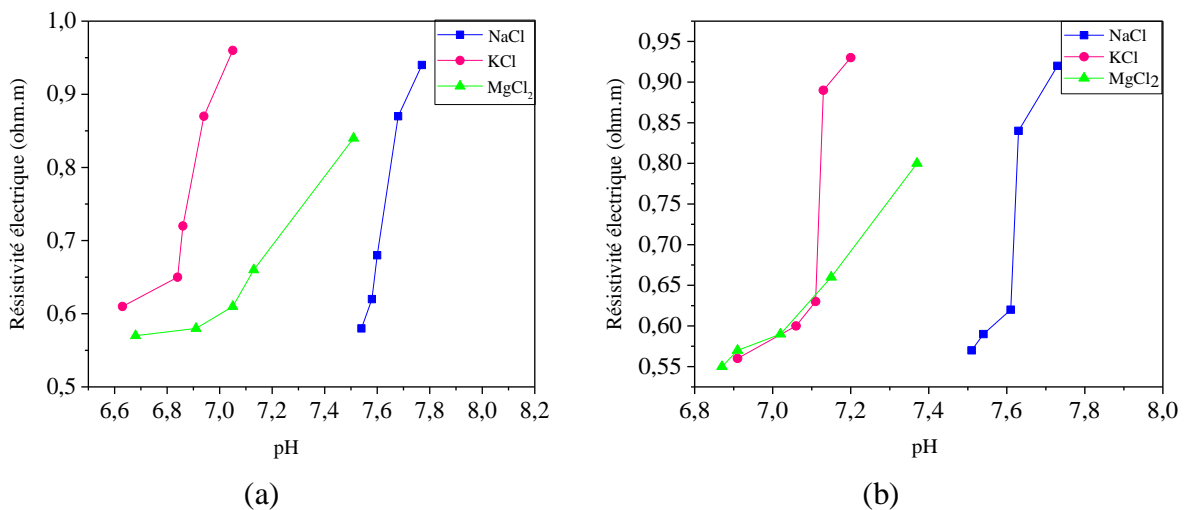 Résistivité électrique (ohm.m)
1,0
0,9
0,8
0,7
0,6
0,5
NaCl
KCl
MgCl₂
6,6 6,8 7,0 7,2 7,4 7,6 7,8 8,0 8,2
pH
(a)
Résistivité électrique (ohm.m)
0,95
0,90
0,85
0,80
0,75
0,70
0,65
0,60
0,55
NaCl
KCl
MgCl2
6,8 7,0 7,2 7,4 7,6 7,8 8,0
pH
(b)